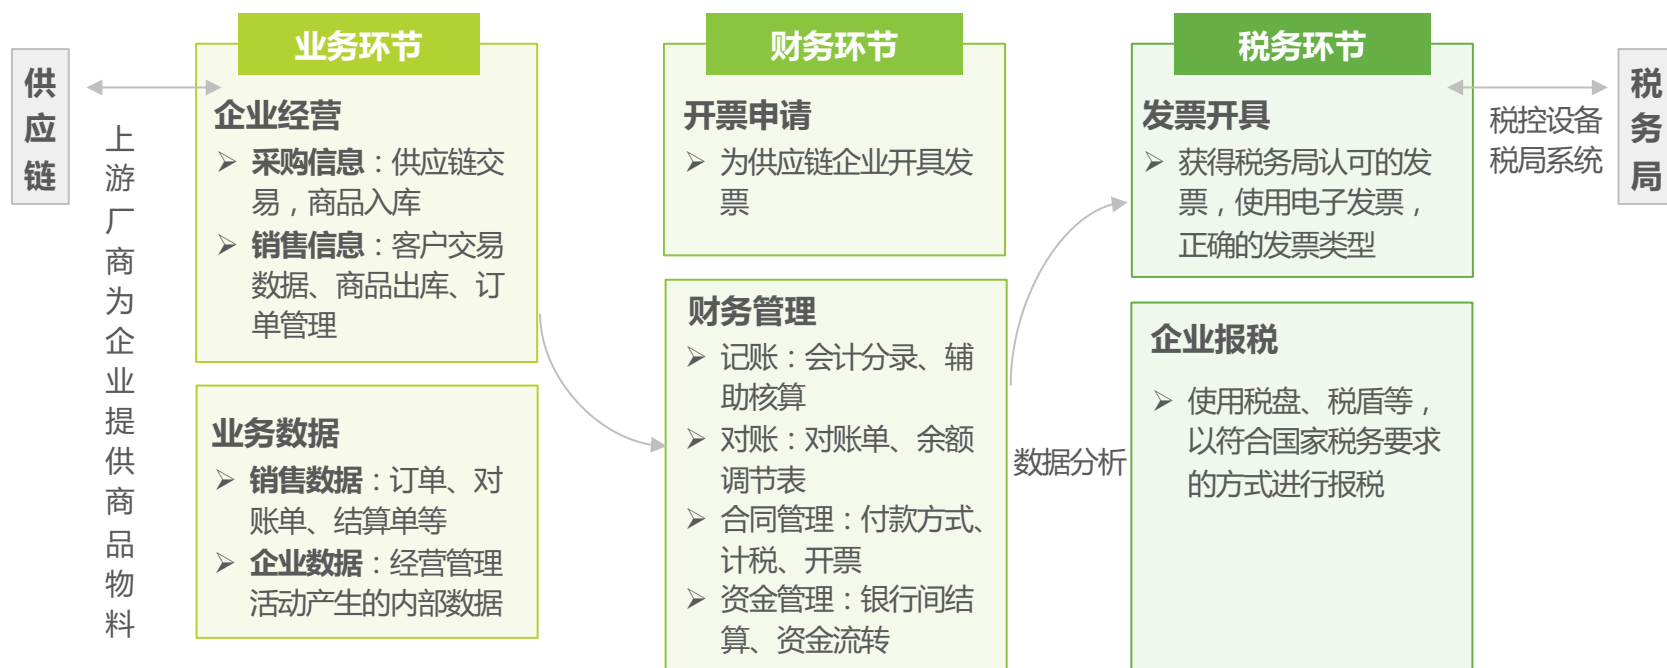 供应链
上游厂商为企业提供商品物料
业务环节
企业经营
➢ 采购信息：供应链交
易，商品入库
➢ 销售信息：客户交易
数据、商品出库、订
单管理
业务数据
➢ 销售数据：订单、对
账单、结算单等
➢ 企业数据：经营管理
活动产生的内部数据
财务环节
开票申请
➢ 为供应链企业开具发
票
财务管理
➢ 记账：会计分录、辅
助核算
➢ 对账：对账单、余额
调节表
➢ 合同管理：付款方式、
计税、开票
➢ 资金管理：银行间结
算、资金流转
数据分析
税务环节
发票开具
➢ 获得税务局认可的发
票，使用电子发票，
正确的发票类型
企业报税
➢ 使用税盘、税盾等，
以符合国家税务要求
的方式进行报税
税控设备
税局系统
税务局